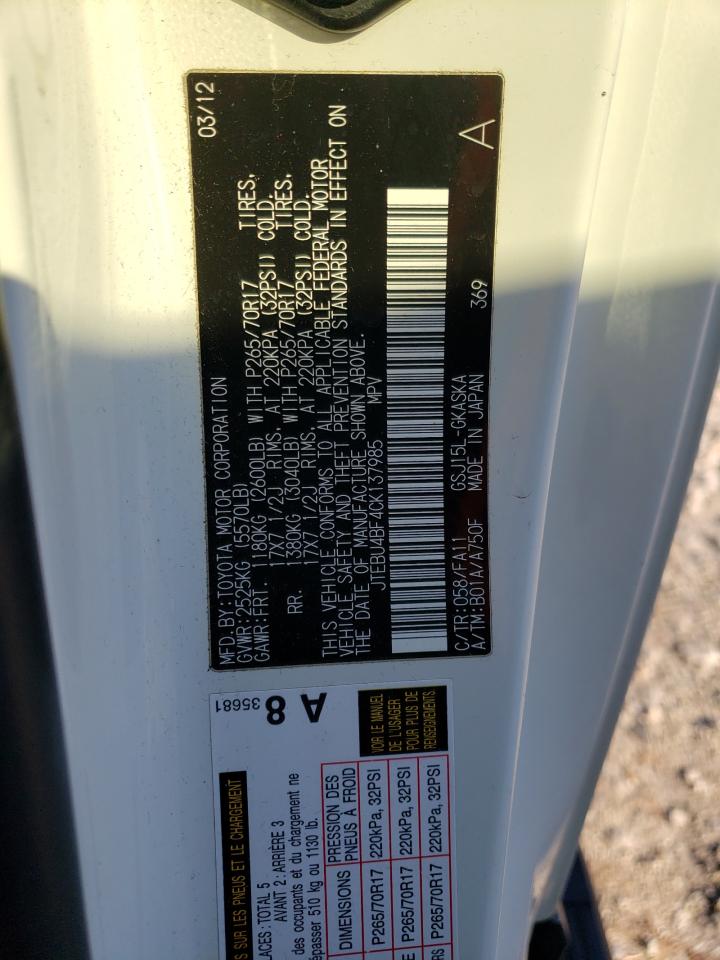 MFD.BY:TOYOTA MOTOR CORPORATION 03/12
GVWR:2525KG (5570LB)
GAWR:FRT. 1180KG (2600LB) WITH P265/70R17 TIRES,
17X7 1/2J RIMS, AT 220KPA (32PSI) COLD.
RR. 1380KG (3040LB) WITH P265/70R17 TIRES,
17X7 1/2J RIMS, AT 220KPA (32PSI) COLD.
THIS VEHICLE CONFORMS TO ALL APPLICABLE FEDERAL MOTOR
VEHICLE SAFETY AND THEFT PREVENTION STANDARDS IN EFFECT ON
THE DATE OF MANUFACTURE SHOWN ABOVE.
JTEBU4BF4CK137985 MPV
C/TR:058/FA11 GSJ15L-GKASKA 369
A/TM:B01A/A750F MADE IN JAPAN A
35681
A8
SUR LES PNEUS ET LE CHARGEMENT
PLACES: TOTAL 5
AVANT 2: ARRIÈRE 3
des occupants et du chargement ne
dépasser 510 kg ou 1130 lb.
DIMENSIONS PRESSION DES PNEUS À FROID
P265/70R17 220kPa, 32PSI
P265/70R17 220kPa, 32PSI
P265/70R17 220kPa, 32PSI
VOIR LE MANUEL
DE L'USAGER
POUR PLUS DE
RENSEIGNEMENTS.